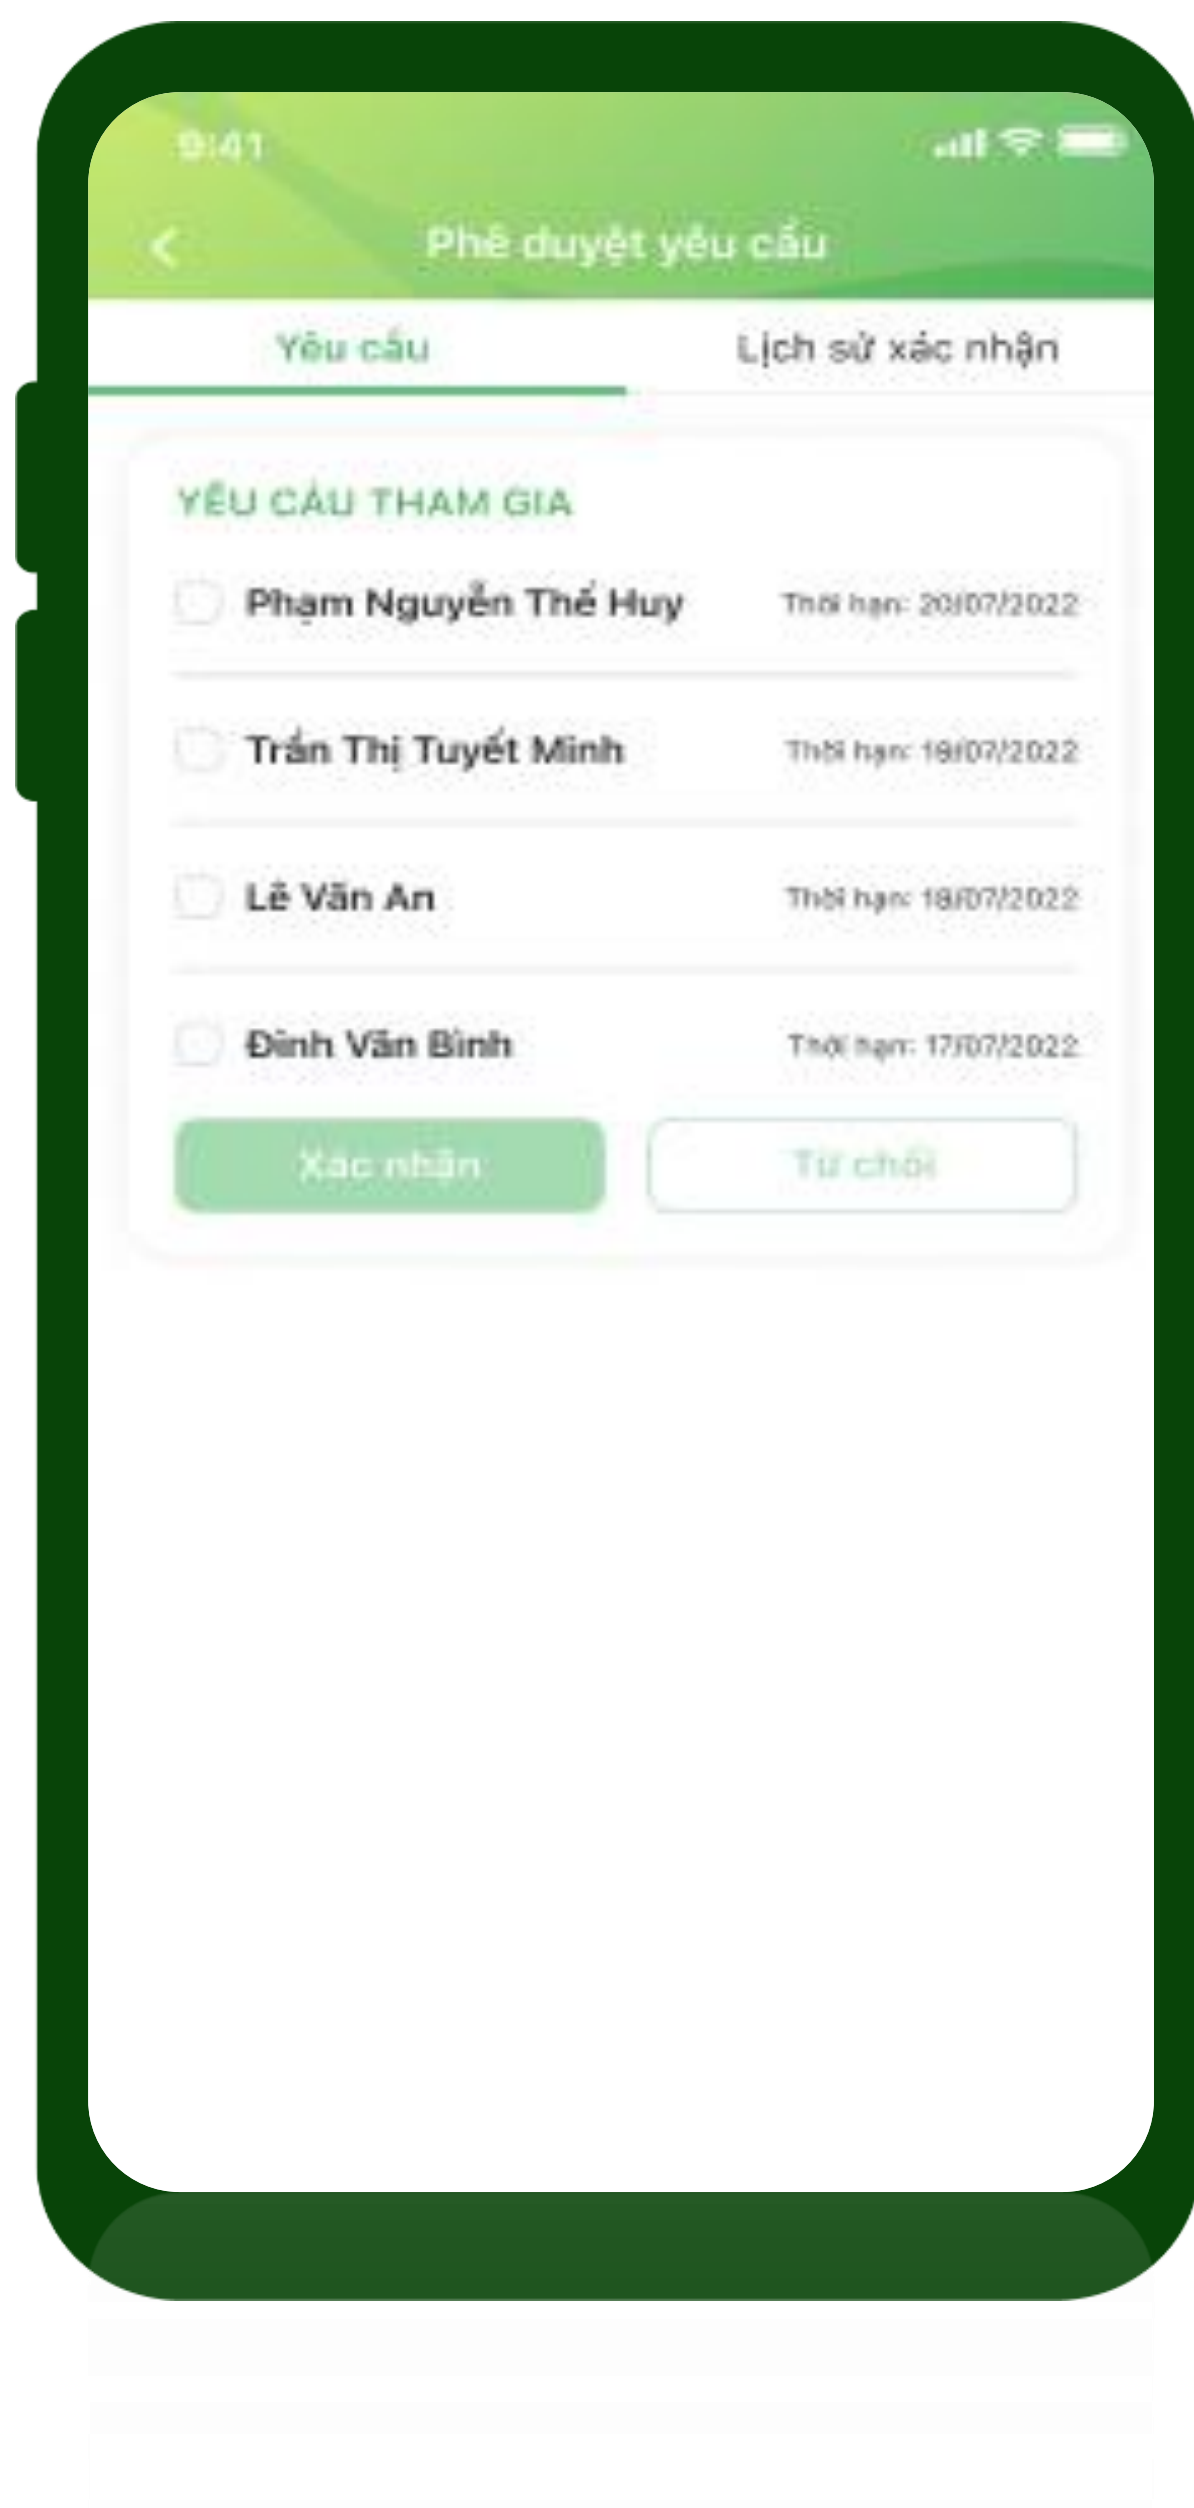 9:41
Phê duyệt yêu cầu
Yêu cầu
Lịch sử xác nhận
YÊU CẦU THAM GIA
Phạm Nguyễn Thế Huy
Thời hạn: 20/07/2022
Trần Thị Tuyết Minh
Thời hạn: 19/07/2022
Lê Văn An
Thời hạn: 18/07/2022
Đinh Văn Bình
Thời hạn: 17/07/2022
Xác nhận
Từ chối